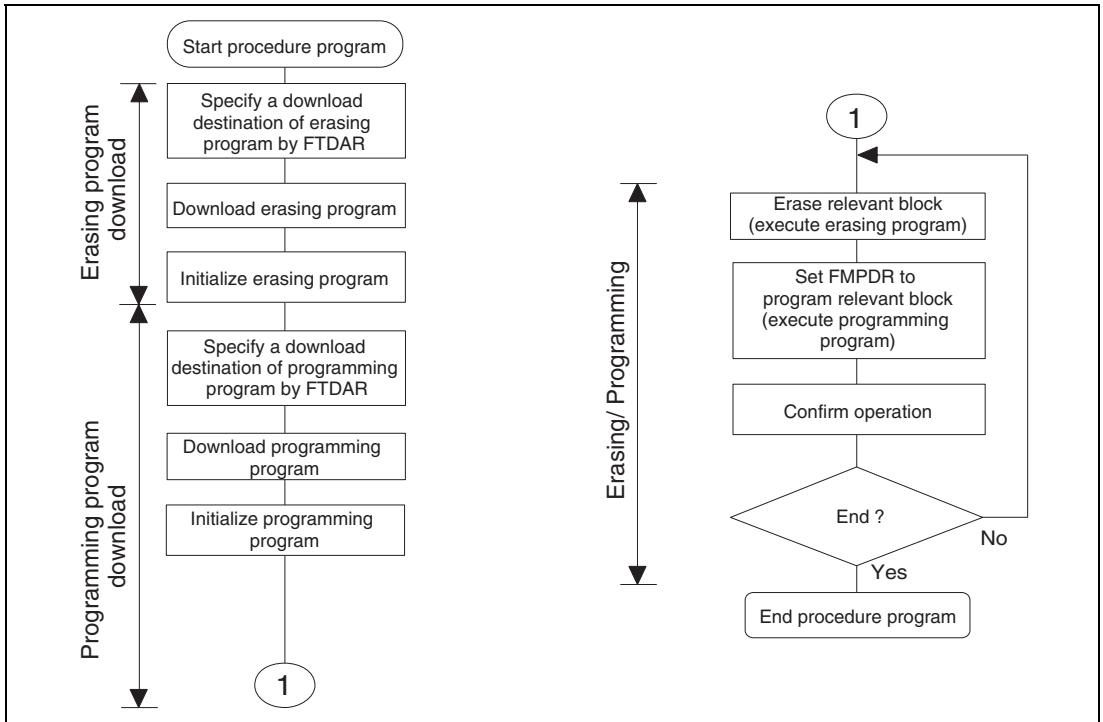 Start procedure program
Erasing program
download
Specify a download
destination of erasing
program by FTDAR
Download erasing program
Initialize erasing program
Programming program
download
Specify a download
destination of programming
program by FTDAR
Download programming
program
Initialize programming
program
1
1
Erasing/ Programming
Erase relevant block
(execute erasing program)
Set FMPDR to
program relevant block
(execute programming
program)
Confirm operation
End ?
No
Yes
End procedure program